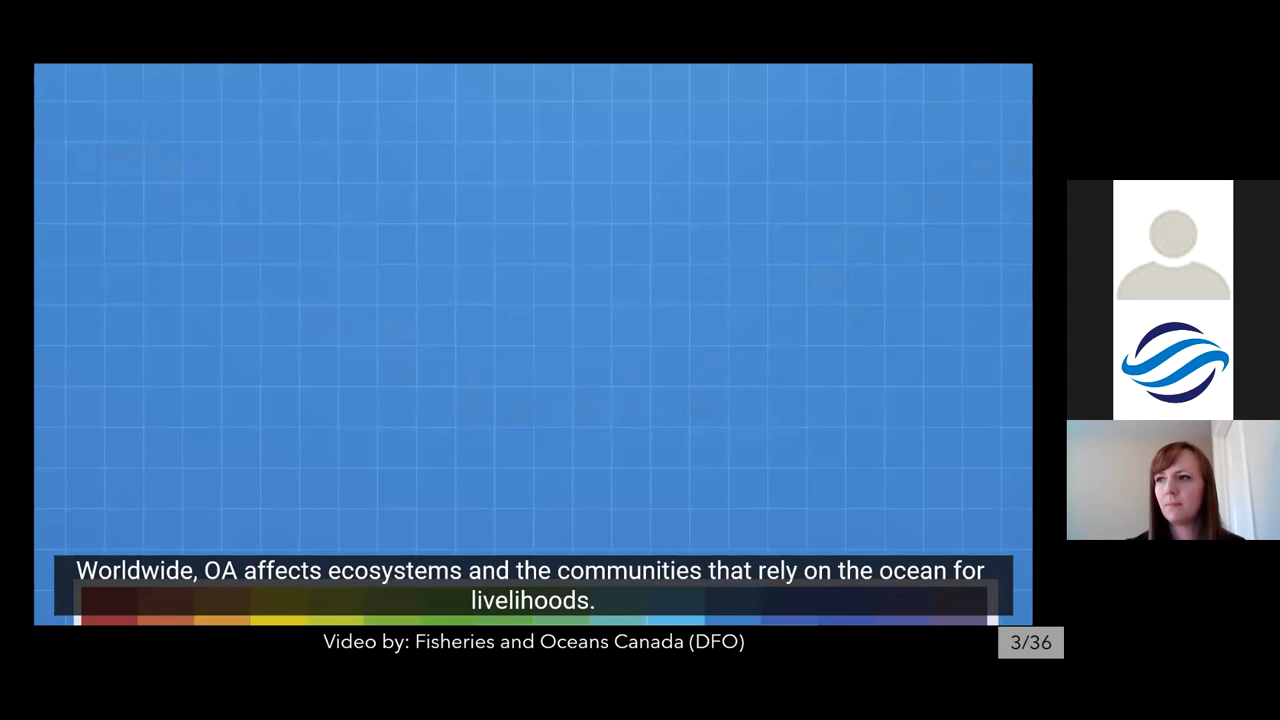 Worldwide, OA affects ecosystems and the communities that rely on the ocean for
livelihoods.
Video by: Fisheries and Oceans Canada (DFO)
3/36